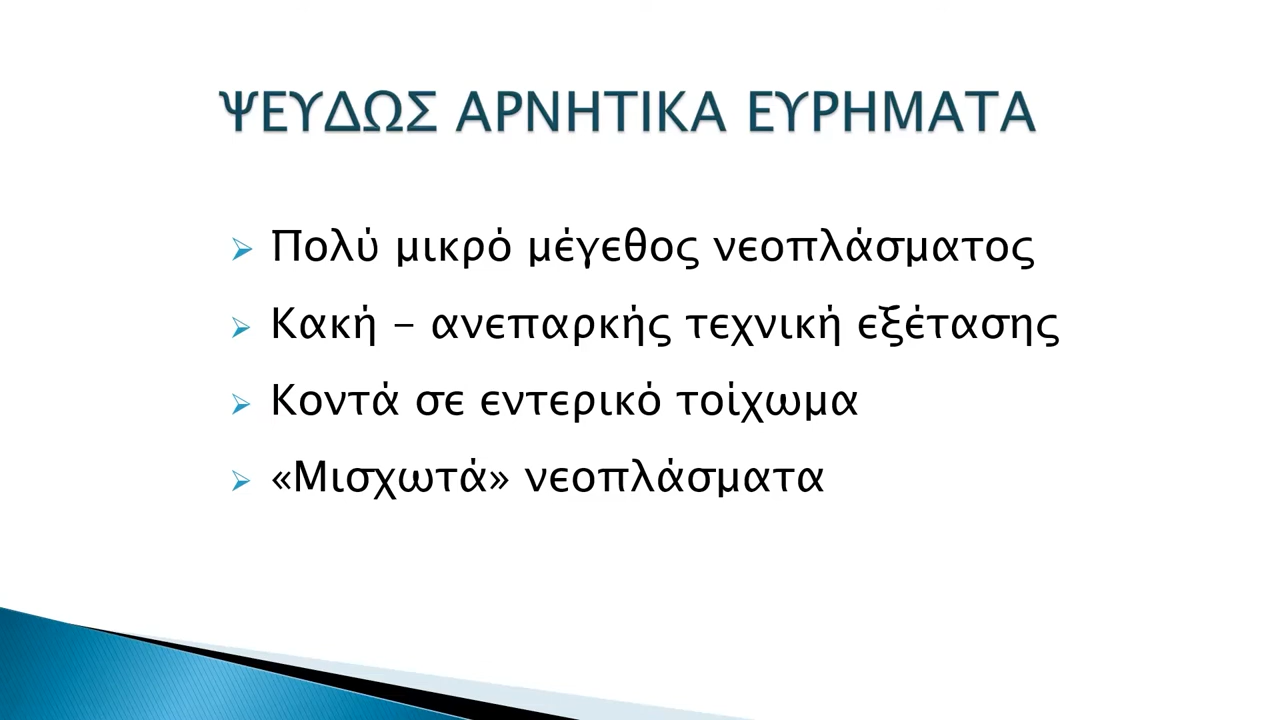 ΨΕΥΔΩΣ ΑΡΝΗΤΙΚΑ ΕΥΡΗΜΑΤΑ
Πολύ μικρό μέγεθος νεοπλάσματος
Κακή – ανεπαρκής τεχνική εξέτασης
Κοντά σε εντερικό τοίχωμα
«Μισχωτά» νεοπλάσματα